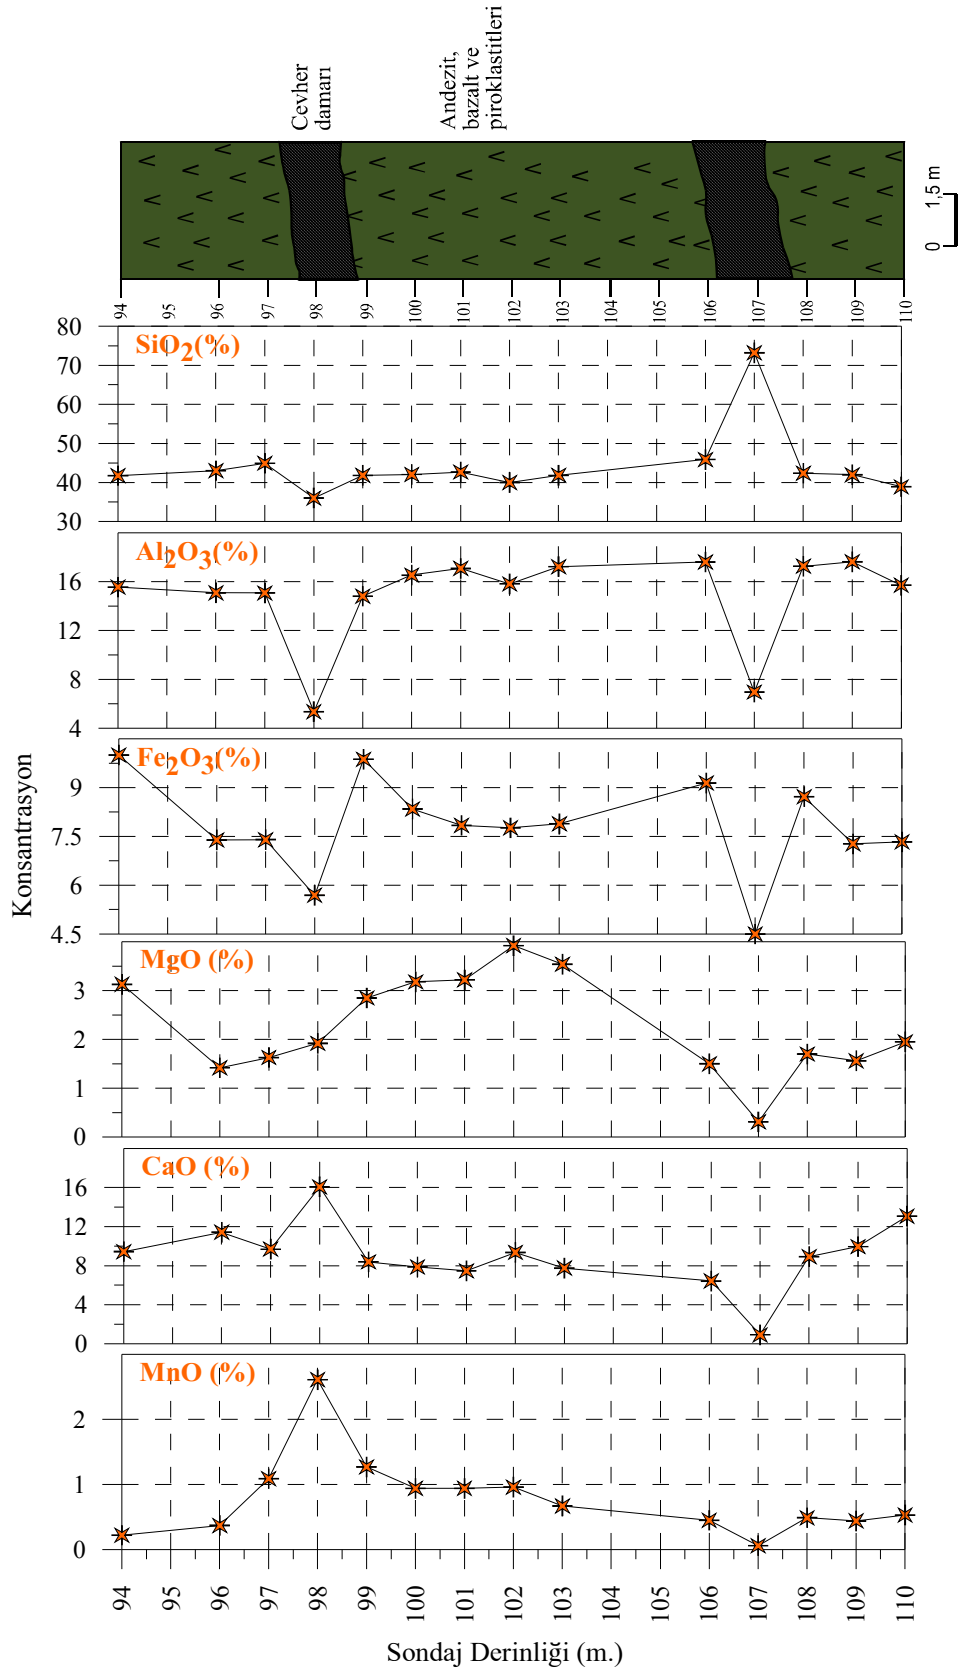 Cevher
damarı
Andezit,
bazalt ve
piroklastitleri
0 1,5 m
94 95 96 97 98 99 100 101 102 103 104 105 106 107 108 109 110
SiO2(%)
80
70
60
50
40
30
Al2O3(%)
16
12
8
4
Fe2O3(%)
9
7.5
6
4.5
MgO (%)
3
2
1
0
CaO (%)
16
12
8
4
0
MnO (%)
2
1
0
Konsantrasyon
94 95 96 97 98 99 100 101 102 103 104 105 106 107 108 109 110
Sondaj Derinliği (m.)